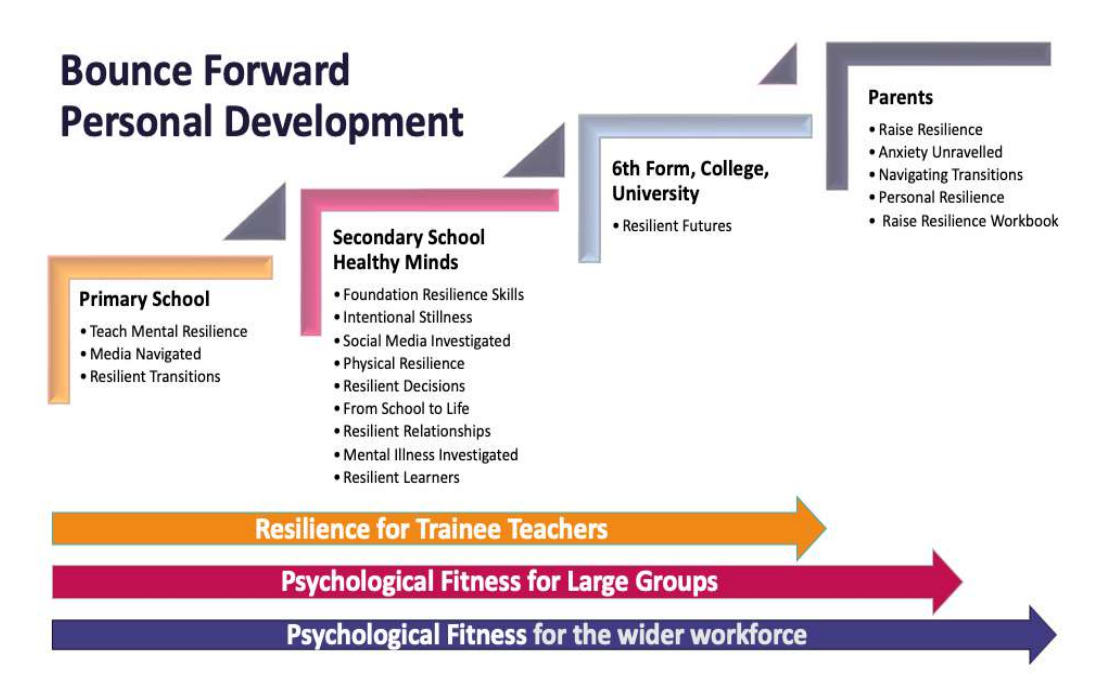 Bounce Forward
Personal Development
Primary School
• Teach Mental Resilience
• Media Navigated
• Resilient Transitions
Secondary School
Healthy Minds
• Foundation Resilience Skills
• Intentional Stillness
• Social Media Investigated
• Physical Resilience
• Resilient Decisions
• From School to Life
• Resilient Relationships
• Mental Illness Investigated
• Resilient Learners
6th Form, College,
University
• Resilient Futures
Parents
• Raise Resilience
• Anxiety Unravelled
• Navigating Transitions
• Personal Resilience
• Raise Resilience Workbook
Resilience for Trainee Teachers
Psychological Fitness for Large Groups
Psychological Fitness for the wider workforce